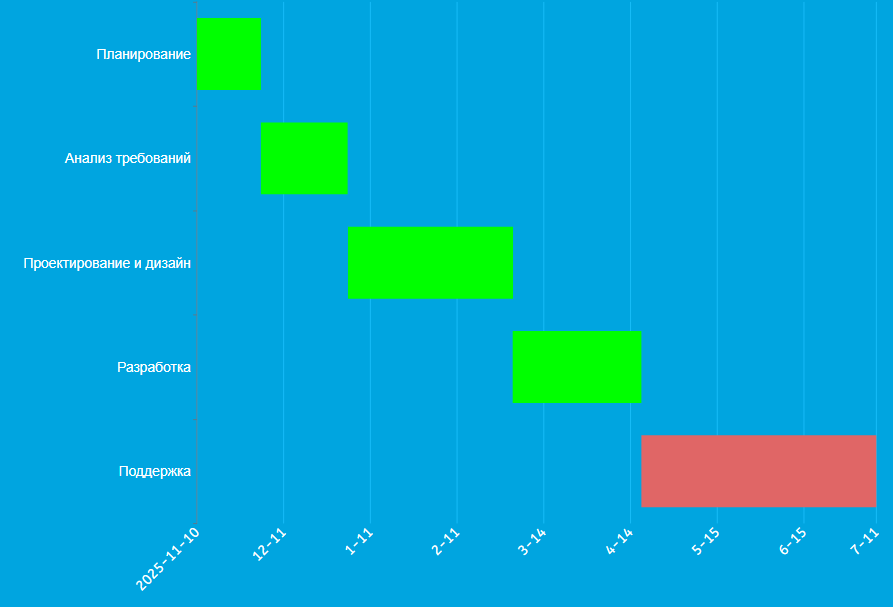 Планирование
Анализ требований
Проектирование и дизайн
Разработка
Поддержка
2025-11-10
12-11
1-11
2-11
3-14
4-14
5-15
6-15
7-11